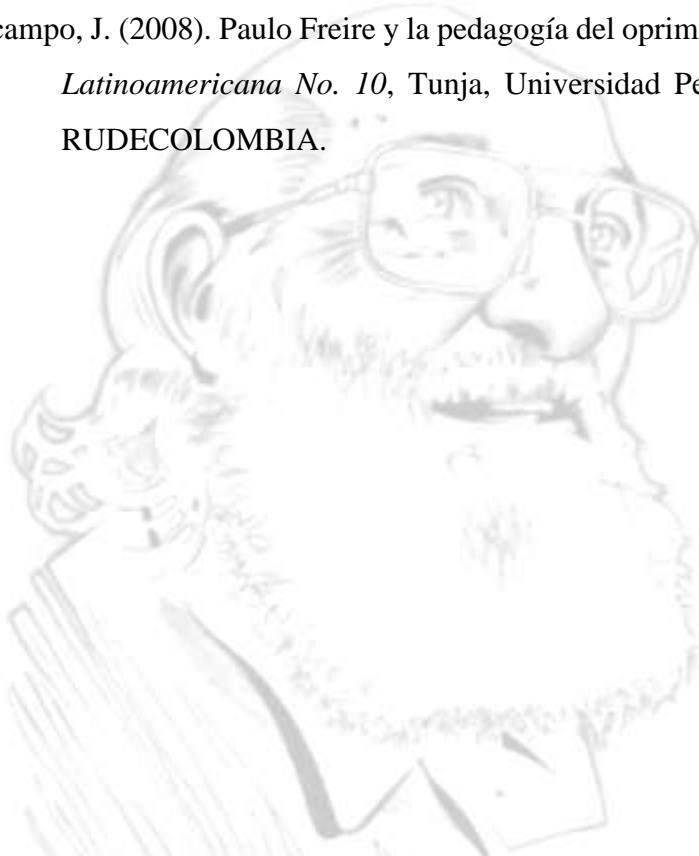 campo, J. (2008). Paulo Freire y la pedagogía del oprim
Latinoamericana No. 10, Tunja, Universidad Pe
RUDECOLOMBIA.